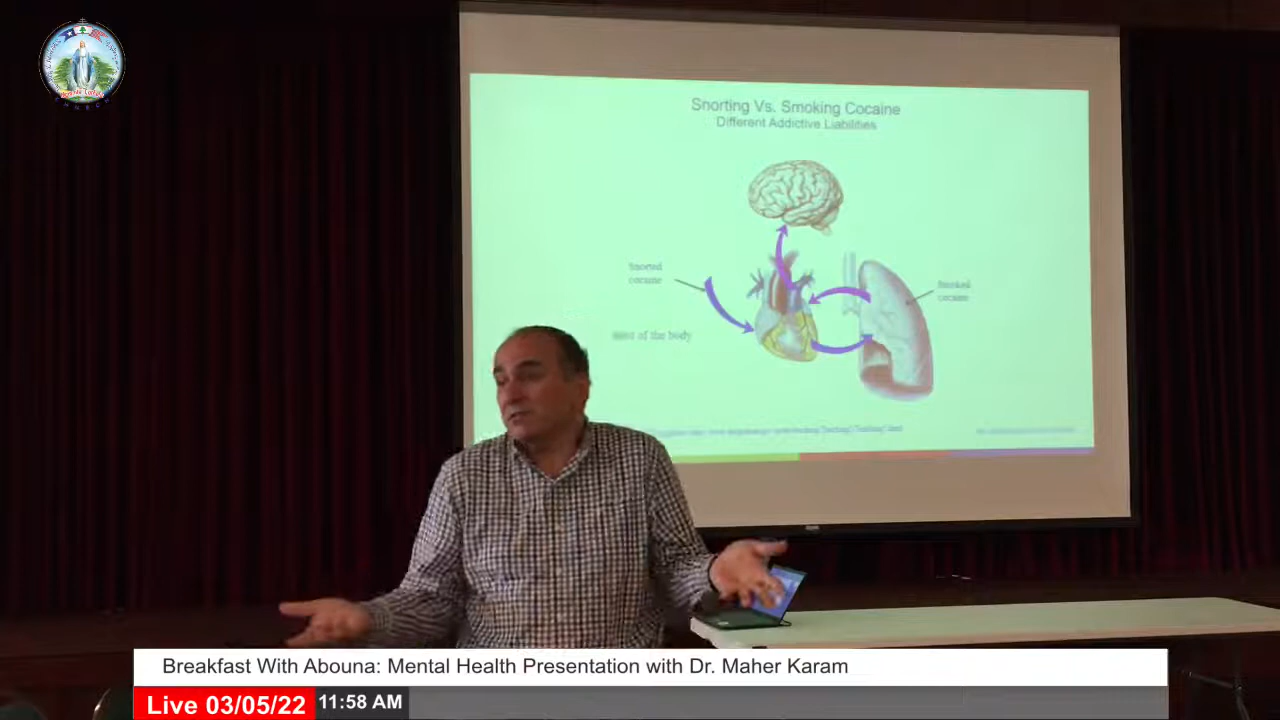 CHURCH
Snorting Vs. Smoking Cocaine
Different Addictive Liabilities
Snorted
cocaine
Smoked
cocaine
of the body
Breakfast With Abouna: Mental Health Presentation with Dr. Maher Karam
Live 03/05/22 11:58 AM